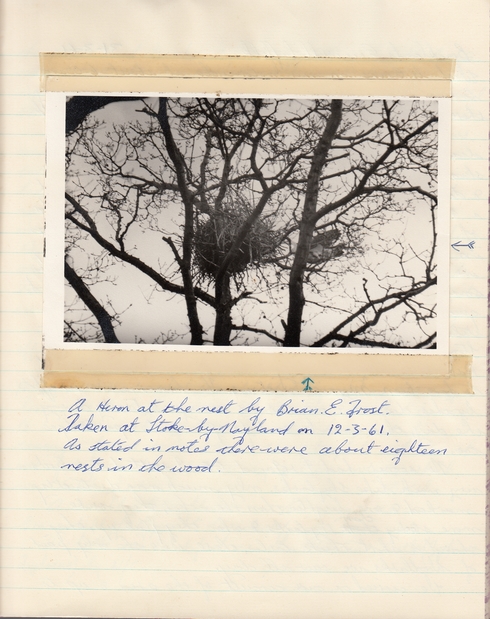 A Heron at the nest by Brian. E. Frost.
Taken at Stoke-by-Nayland on 12-3-61.
As stated in notes there were about eighteen
nests in the wood.